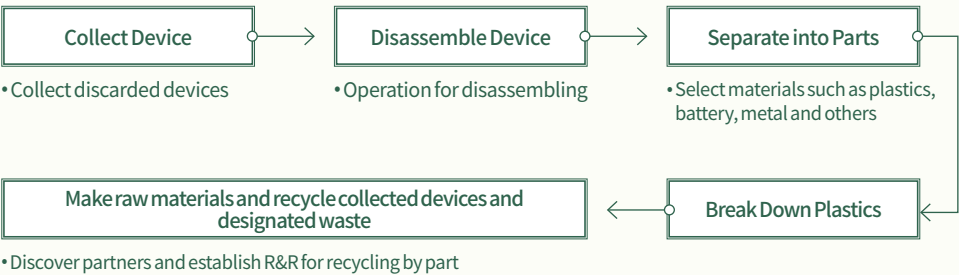 Collect Device
Disassemble Device
Separate into Parts
• Collect discarded devices
• Operation for disassembling
• Select materials such as plastics,
battery, metal and others
Break Down Plastics
Make raw materials and recycle collected devices and
designated waste
• Discover partners and establish R&R for recycling by part